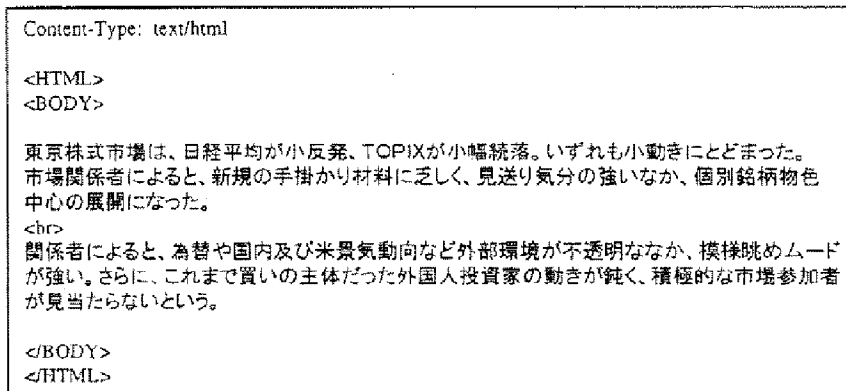 Content-Type: text/html
<HTML>
<BODY>
東京株式市場は、日経平均が小反発、TOPIXが小幅続落。いずれも小動きにとどまった。
市場関係者によると、新規の手掛かり材料に乏しく、見送り気分の強いなか、個別銘柄物色
中心の展開になった。
<br>
関係者によると、為替や国内及び米景気動向など外部環境が不透明ななか、模様眺めムード
が強い。さらに、これまで買いの主体だった外国人投資家の動きが鈍く、積極的な市場参加者
が見当たらないという。
</BODY>
</HTML>